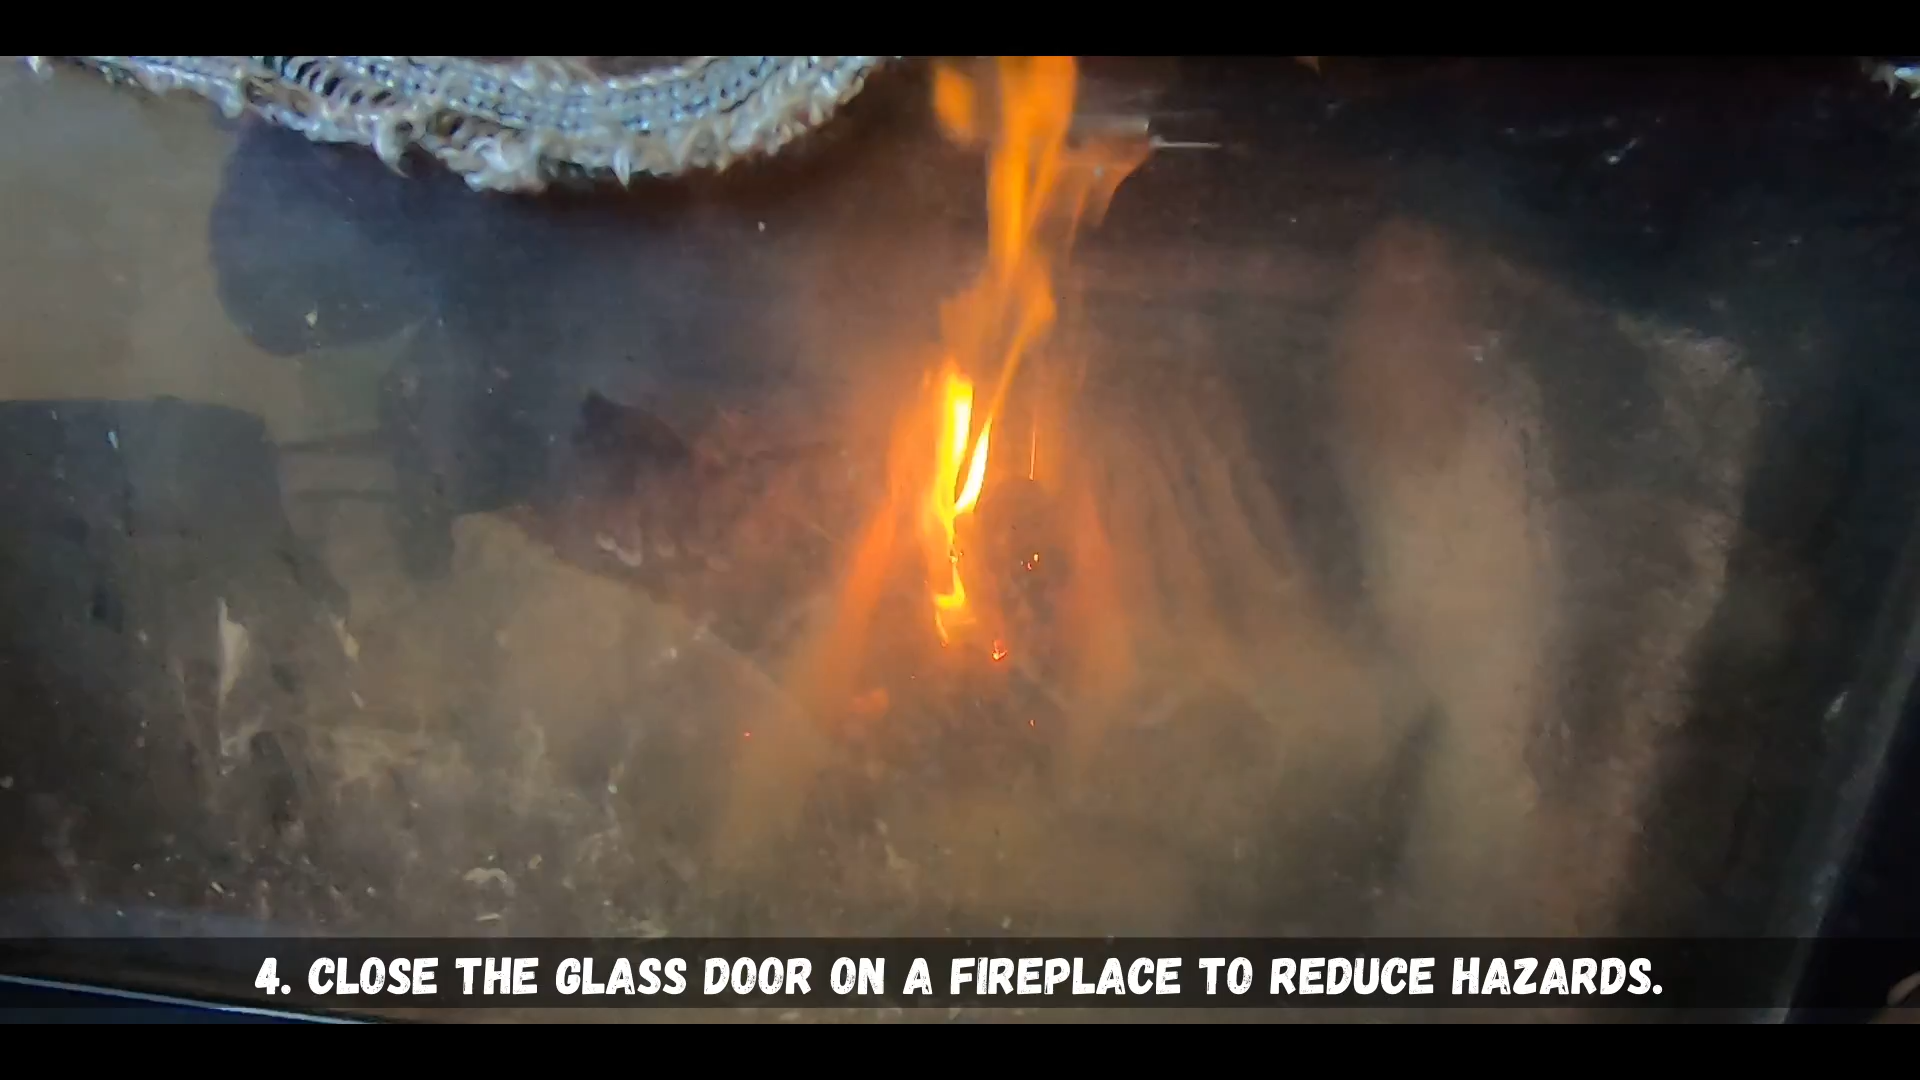 4. CLOSE THE GLASS DOOR ON A FIREPLACE TO REDUCE HAZARDS.